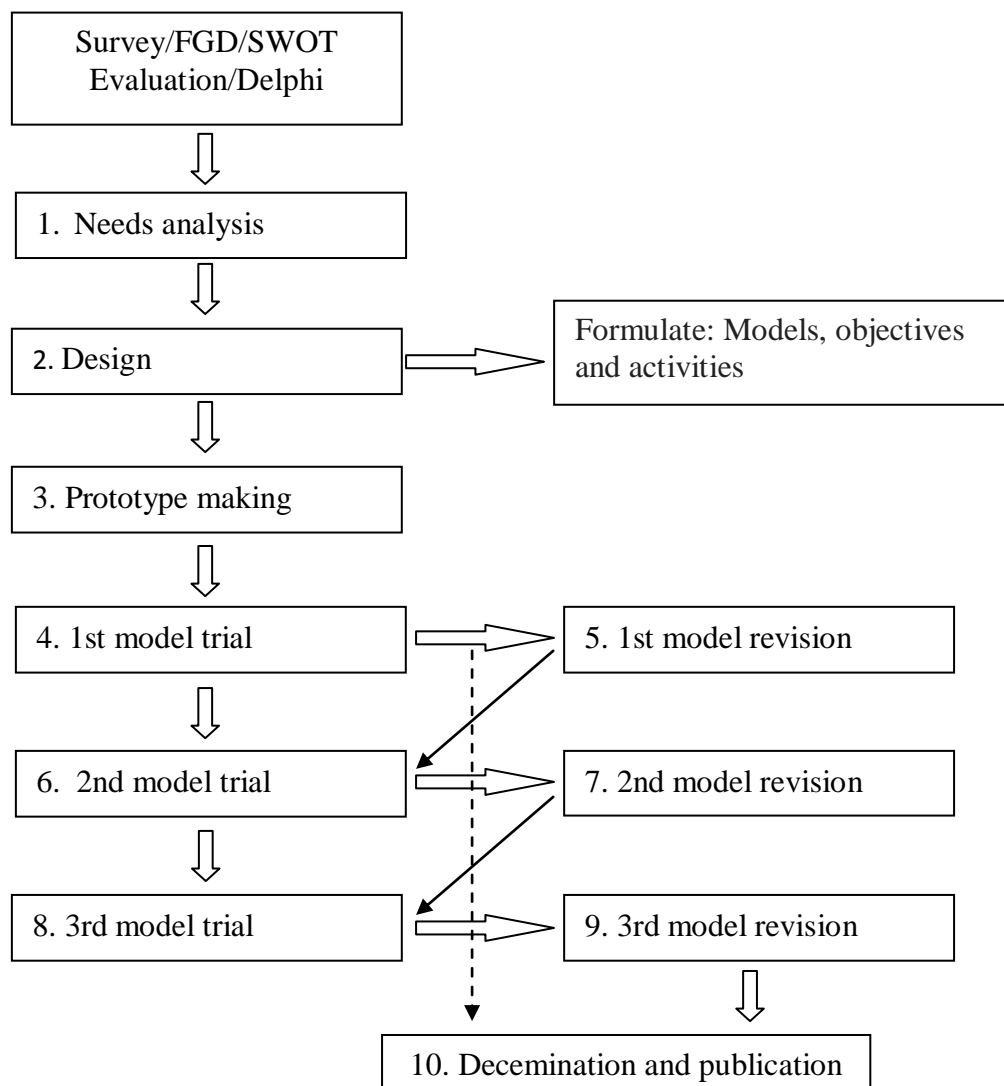 Survey/FGD/SWOT
Evaluation/Delphi
1. Needs analysis
2. Design
Formulate: Models, objectives
and activities
3. Prototype making
4. 1st model trial
5. 1st model revision
6. 2nd model trial
7. 2nd model revision
8. 3rd model trial
9. 3rd model revision
10. Decemination and publication